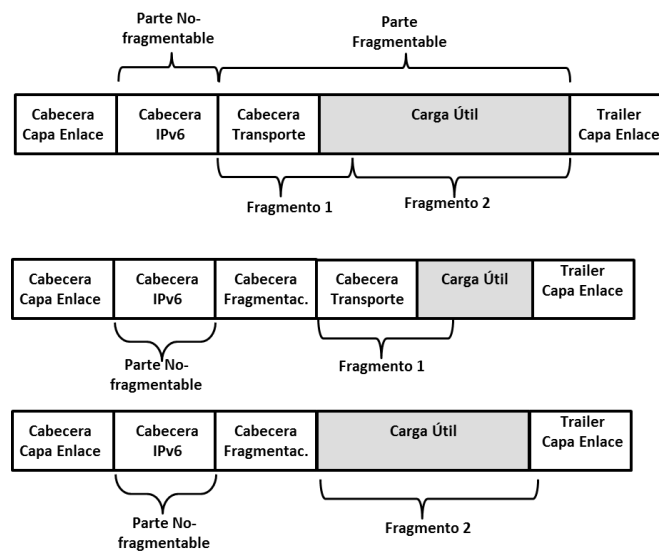 Parte No-
fragmentable
Parte
Fragmentable
Cabecera
Capa Enlace
Cabecera
IPv6
Cabecera
Transporte
Carga Útil
Trailer
Capa Enlace
Fragmento 1
Fragmento 2
Cabecera
Capa Enlace
Cabecera
IPv6
Cabecera
Fragmentac.
Cabecera
Transporte
Carga Útil
Trailer
Capa Enlace
Parte No-
fragmentable
Fragmento 1
Cabecera
Capa Enlace
Cabecera
IPv6
Cabecera
Fragmentac.
Carga Útil
Trailer
Capa Enlace
Parte No-
fragmentable
Fragmento 2